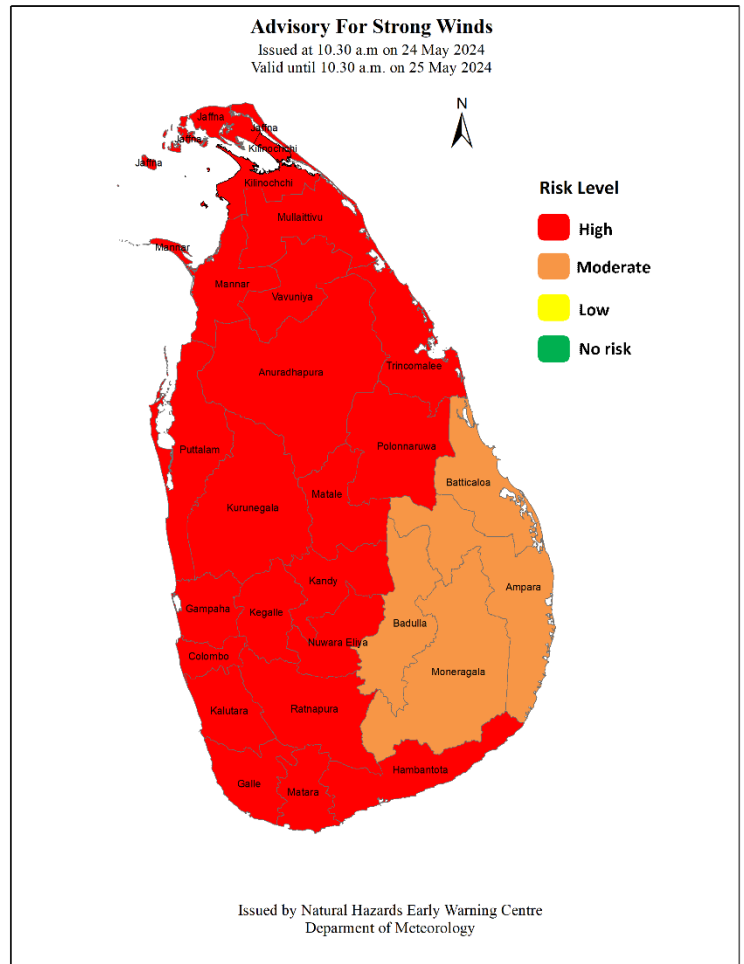 Advisory For Strong Winds
Issued at 10.30 a.m on 24 May 2024
Valid until 10.30 a.m. on 25 May 2024
N
Jaffna
Jaffna
Jaffna
Kilinochchi
Jaffna
Kilinochchi
Mullaittivu
Mannar
Mannar
Vavuniya
Anuradhapura
Trincomalee
Puttalam
Polonnaruwa
Batticaloa
Kurunegala
Matale
Kandy
Ampara
Gampaha
Kegalle
Badulla
Nuwara Eliya
Colombo
Moneragala
Kalutara
Ratnapura
Hambantota
Galle
Matara
Risk Level
High
Moderate
Low
No risk
Issued by Natural Hazards Early Warning Centre
Deparment of Meteorology